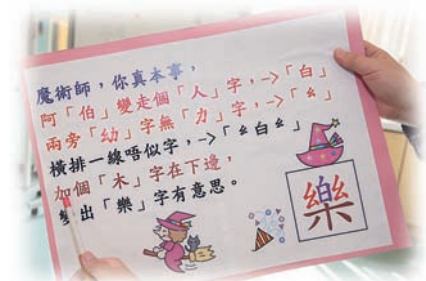 魔術師，你真本事，
阿「伯」變走個「人」字，->「白」
兩旁「幼」字無「力」字，->「幺」
橫排一線唔似字，->「幺白幺」
加個「木」字在下邊，
變出「樂」字有意思。
樂